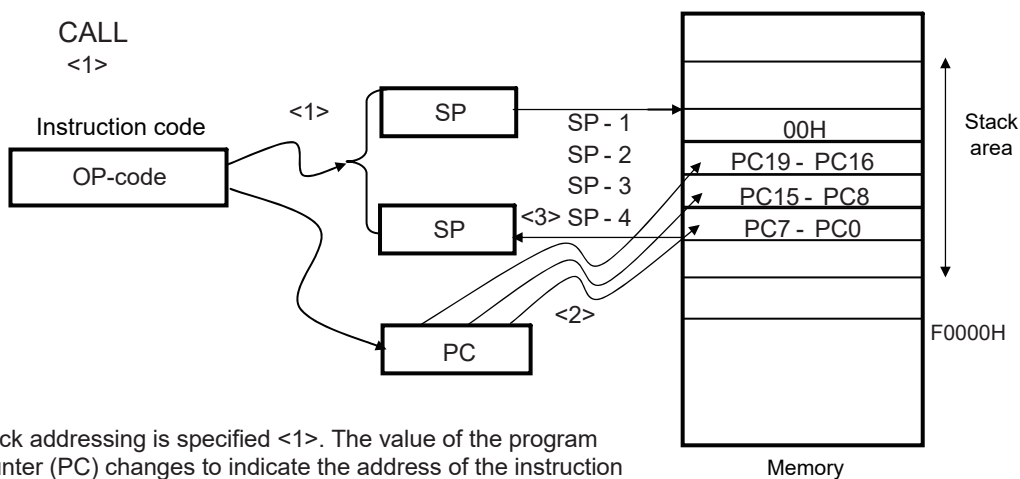 CALL
<1>
<1>
Instruction code
OP-code
SP
SP
PC
SP - 1
SP - 2
SP - 3
<3> SP - 4
<2>
00H
PC19 - PC16
PC15 - PC8
PC7 - PC0
Stack
area
F0000H
Memory
ck addressing is specified <1>. The value of the program
unter (PC) changes to indicate the address of the instruction